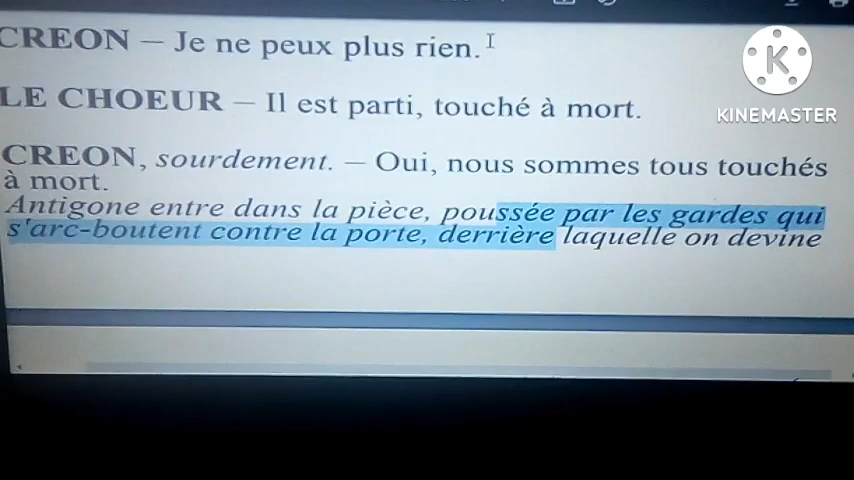 CREON – Je ne peux plus rien.
KINEMASTER
LE CHOEUR – Il est parti, touché à mort.
CREON, sourdement. – Oui, nous sommes tous touchés
à mort.
Antigone entre dans la pièce, poussée par les gardes qui
s'arc-boutent contre la porte, derrière laquelle on devine